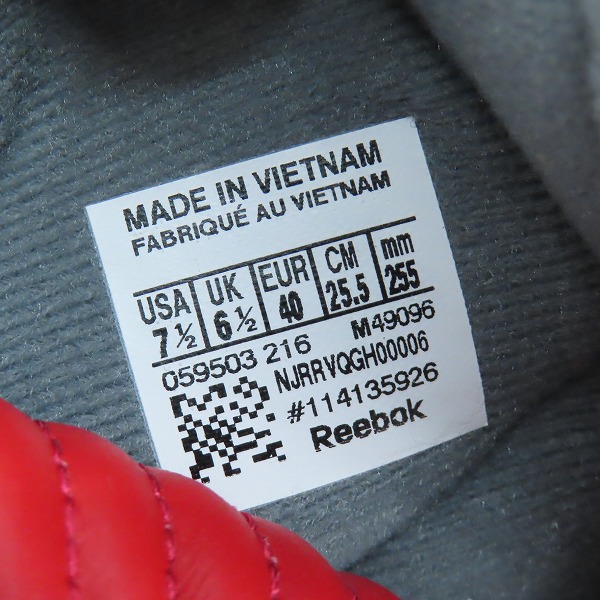 MADE IN VIETNAM
FABRIQUÉ AU VIETNAM
USA UK EUR CM mm
7 ½ 6 ½ 40 25.5 255
059503 216 M49096
NJRRVQGH00006
#114135926
Reebok